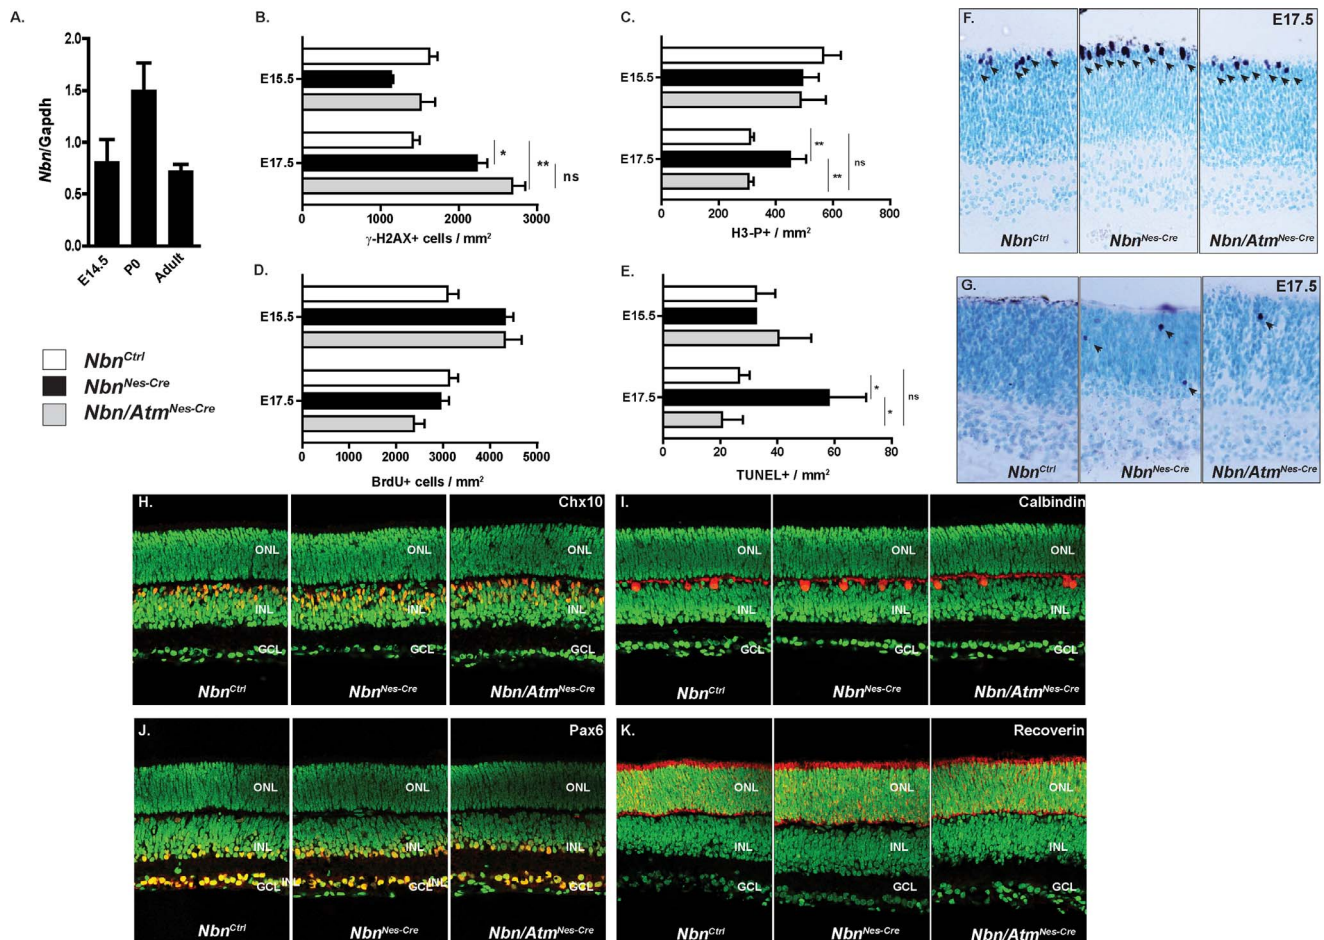 A.
Nbn/Gapdh
2.0
1.5
1.0
0.5
0.0
E14.5
P0
Adult
Nbn^Ctrl
Nbn^Nes-Cre
Nbn/Atm^Nes-Cre
B.
E15.5
E17.5
*
**
ns
0
1000
2000
3000
γ-H2AX+ cells / mm²
C.
E15.5
E17.5
**
**
ns
0
200
400
600
800
H3-P+ / mm²
D.
E15.5
E17.5
0
1000
2000
3000
4000
5000
BrdU+ cells / mm²
E.
E15.5
E17.5
*
*
ns
0
20
40
60
80
TUNEL+ / mm²
F.
E17.5
Nbn^Ctrl
Nbn^Nes-Cre
Nbn/Atm^Nes-Cre
G.
E17.5
Nbn^Ctrl
Nbn^Nes-Cre
Nbn/Atm^Nes-Cre
H.
Chx10
ONL
ONL
ONL
INL
INL
INL
GCL
GCL
GCL
Nbn^Ctrl
Nbn^Nes-Cre
Nbn/Atm^Nes-Cre
I.
Calbindin
ONL
ONL
ONL
INL
INL
INL
GCL
GCL
GCL
Nbn^Ctrl
Nbn^Nes-Cre
Nbn/Atm^Nes-Cre
J.
Pax6
ONL
ONL
ONL
INL
INL
INL
GCL
INL
INL
GCL
GCL
Nbn^Ctrl
Nbn^Nes-Cre
Nbn/Atm^Nes-Cre
K.
Recoverin
ONL
ONL
ONL
INL
INL
INL
GCL
GCL
GCL
Nbn^Ctrl
Nbn^Nes-Cre
Nbn/Atm^Nes-Cre